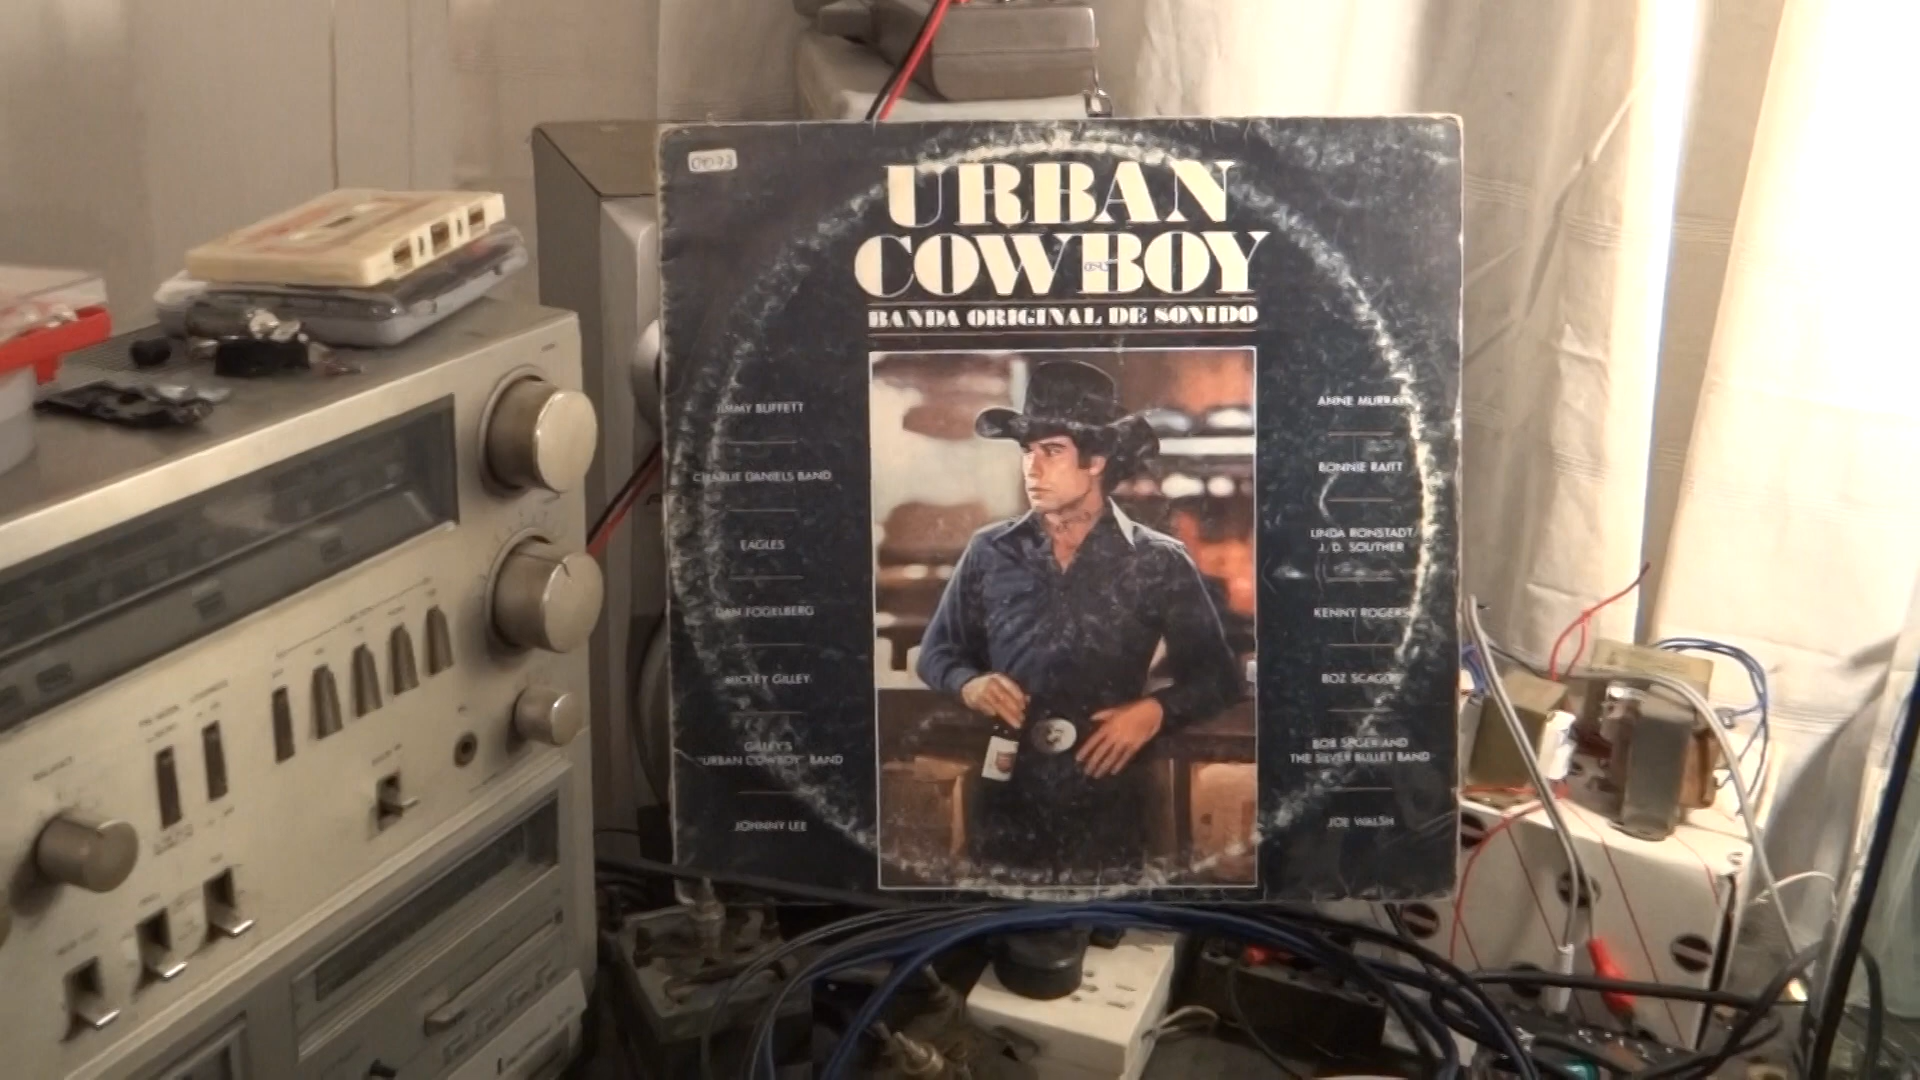 URBAN
COWBOY
BANDA ORIGINAL DE SONIDO
JIMMY BUFFETT
CHARLIE DANIELS BAND
EAGLES
DAN FOGELBERG
MICKEY GILLEY
GILLEY'S
"URBAN COWBOY" BAND
JOHNNY LEE
ANNE MURRAY
BONNIE RAITT
LINDA RONSTADT
J. D. SOUTHER
KENNY ROGERS
BOZ SCAGGS
BOB SEGER AND
THE SILVER BULLET BAND
JOE WALSH